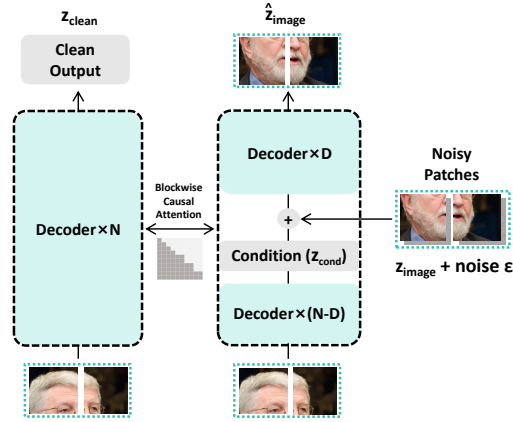 z_clean
ẑ_image
Clean
Output
Decoder×D
Noisy
Patches
Blockwise
Causal
Attention
+
Decoder×N
Condition (z_cond)
z_image + noise ε
Decoder×(N-D)